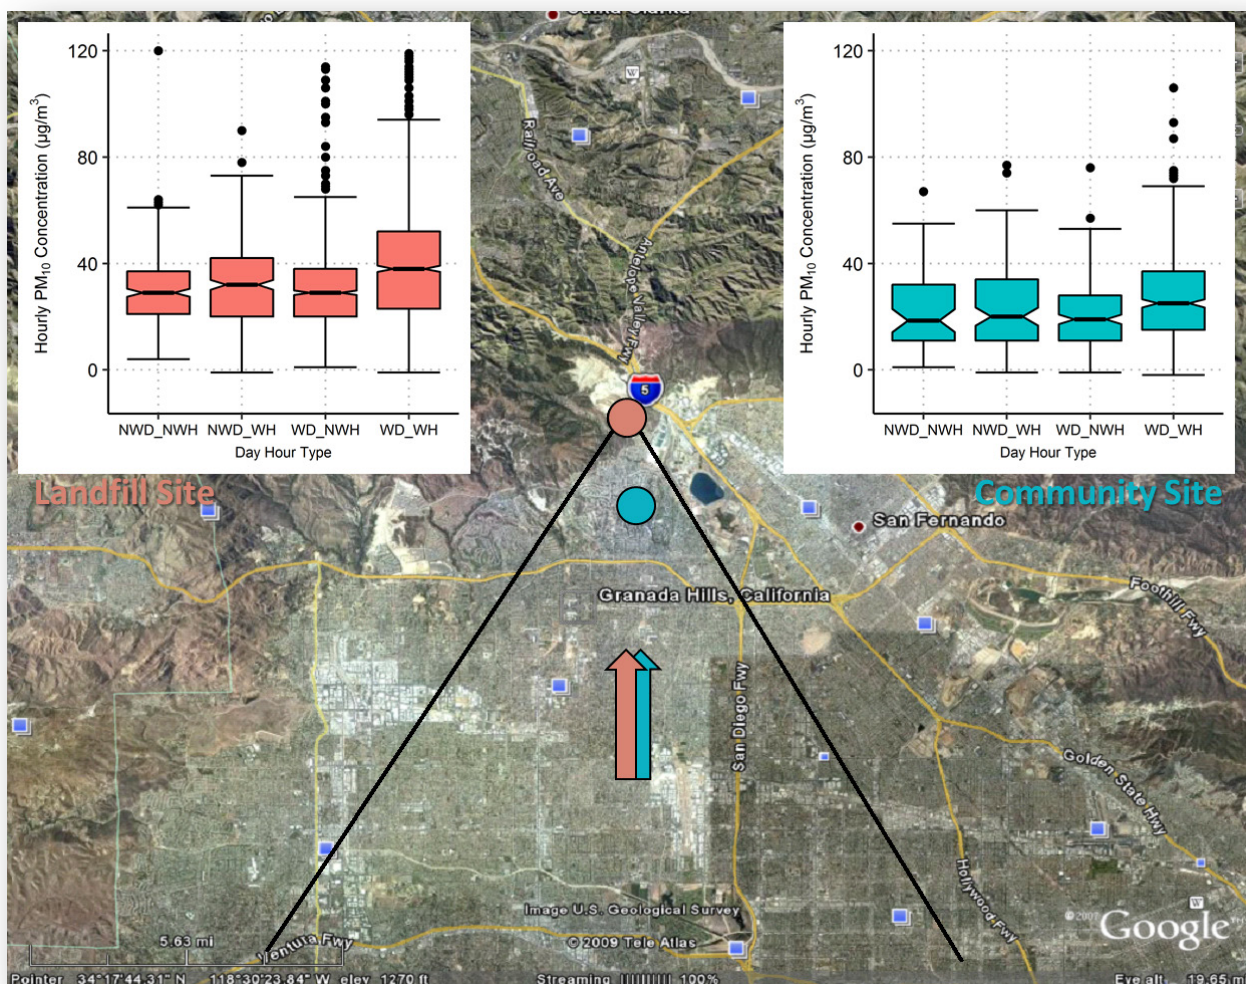 120
80
40
0
Hourly PM10 Concentration (µg/m3)
NWD_NWH
NWD_WH
WD_NWH
WD_WH
Day Hour Type
Landfill Site
120
80
40
0
Hourly PM10 Concentration (µg/m3)
NWD_NWH
NWD_WH
WD_NWH
WD_WH
Day Hour Type
Community Site
W
Railroad Ave
Antelope Valley Fwy
5
San Fernando
Granada Hills, California
Foothill Fwy
San Diego Fwy
Golden State Hwy
Hollywood Fwy
Ventura Fwy
Image U.S. Geological Survey
© 2009 Tele Atlas
W
Google
5.63 mi
Pointer 34°17'44.31" N 118°30'23.84" W elev 1270 ft
Streaming ||||||||| 100%
Eye alt 19.65 mi